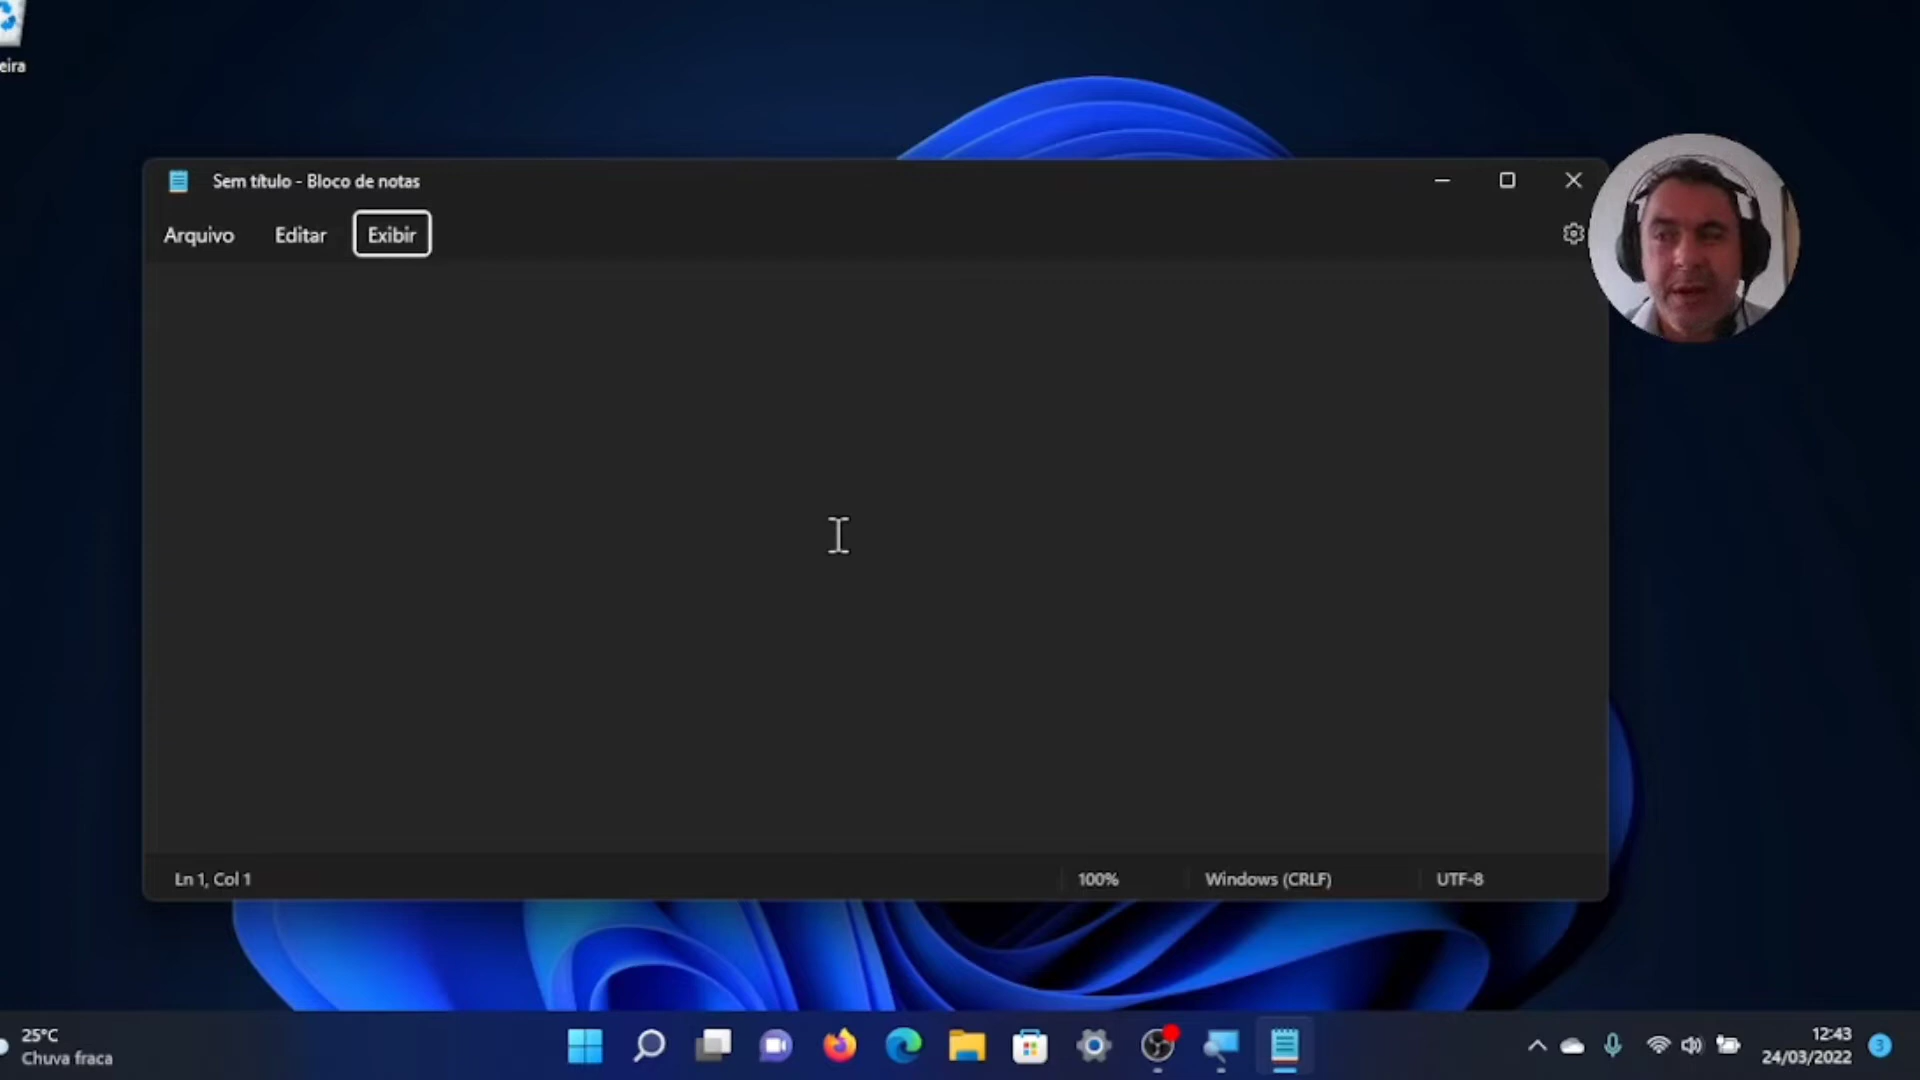 eira
Sem título - Bloco de notas
Arquivo Editar Exibir
Ln 1, Col 1 100% Windows (CRLF) UTF-8
25°C
Chuva fraca
12:43
24/03/2022
3